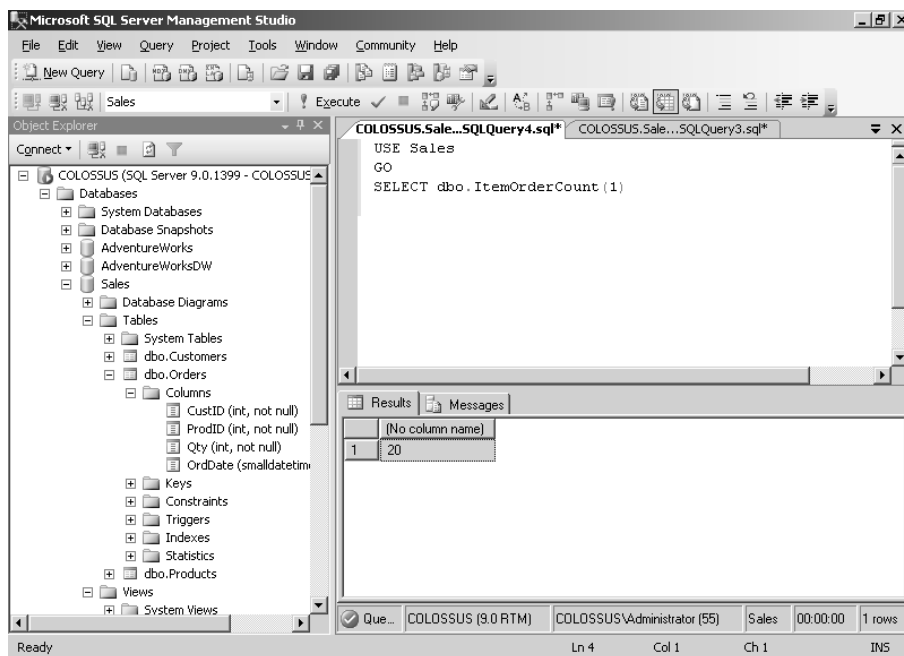 Microsoft SQL Server Management Studio
File Edit View Query Project Tools Window Community Help
New Query
Sales Execute
Object Explorer
Connect
COLOSSUS (SQL Server 9.0.1399 - COLOSSUS
Databases
System Databases
Database Snapshots
AdventureWorks
AdventureWorksDW
Sales
Database Diagrams
Tables
System Tables
dbo.Customers
dbo.Orders
Columns
CustID (int, not null)
ProdID (int, not null)
Qty (int, not null)
OrdDate (smalldatetim
Keys
Constraints
Triggers
Indexes
Statistics
dbo.Products
Views
System Views
COLOSSUS.Sale...SQLQuery4.sql* COLOSSUS.Sale...SQLQuery3.sql*
USE Sales
GO
SELECT dbo.ItemOrderCount(1)
Results Messages
(No column name)
1 20
Que... COLOSSUS (9.0 RTM) COLOSSUS\Administrator (55) Sales 00:00:00 1 rows
Ready Ln 4 Col 1 Ch 1 INS